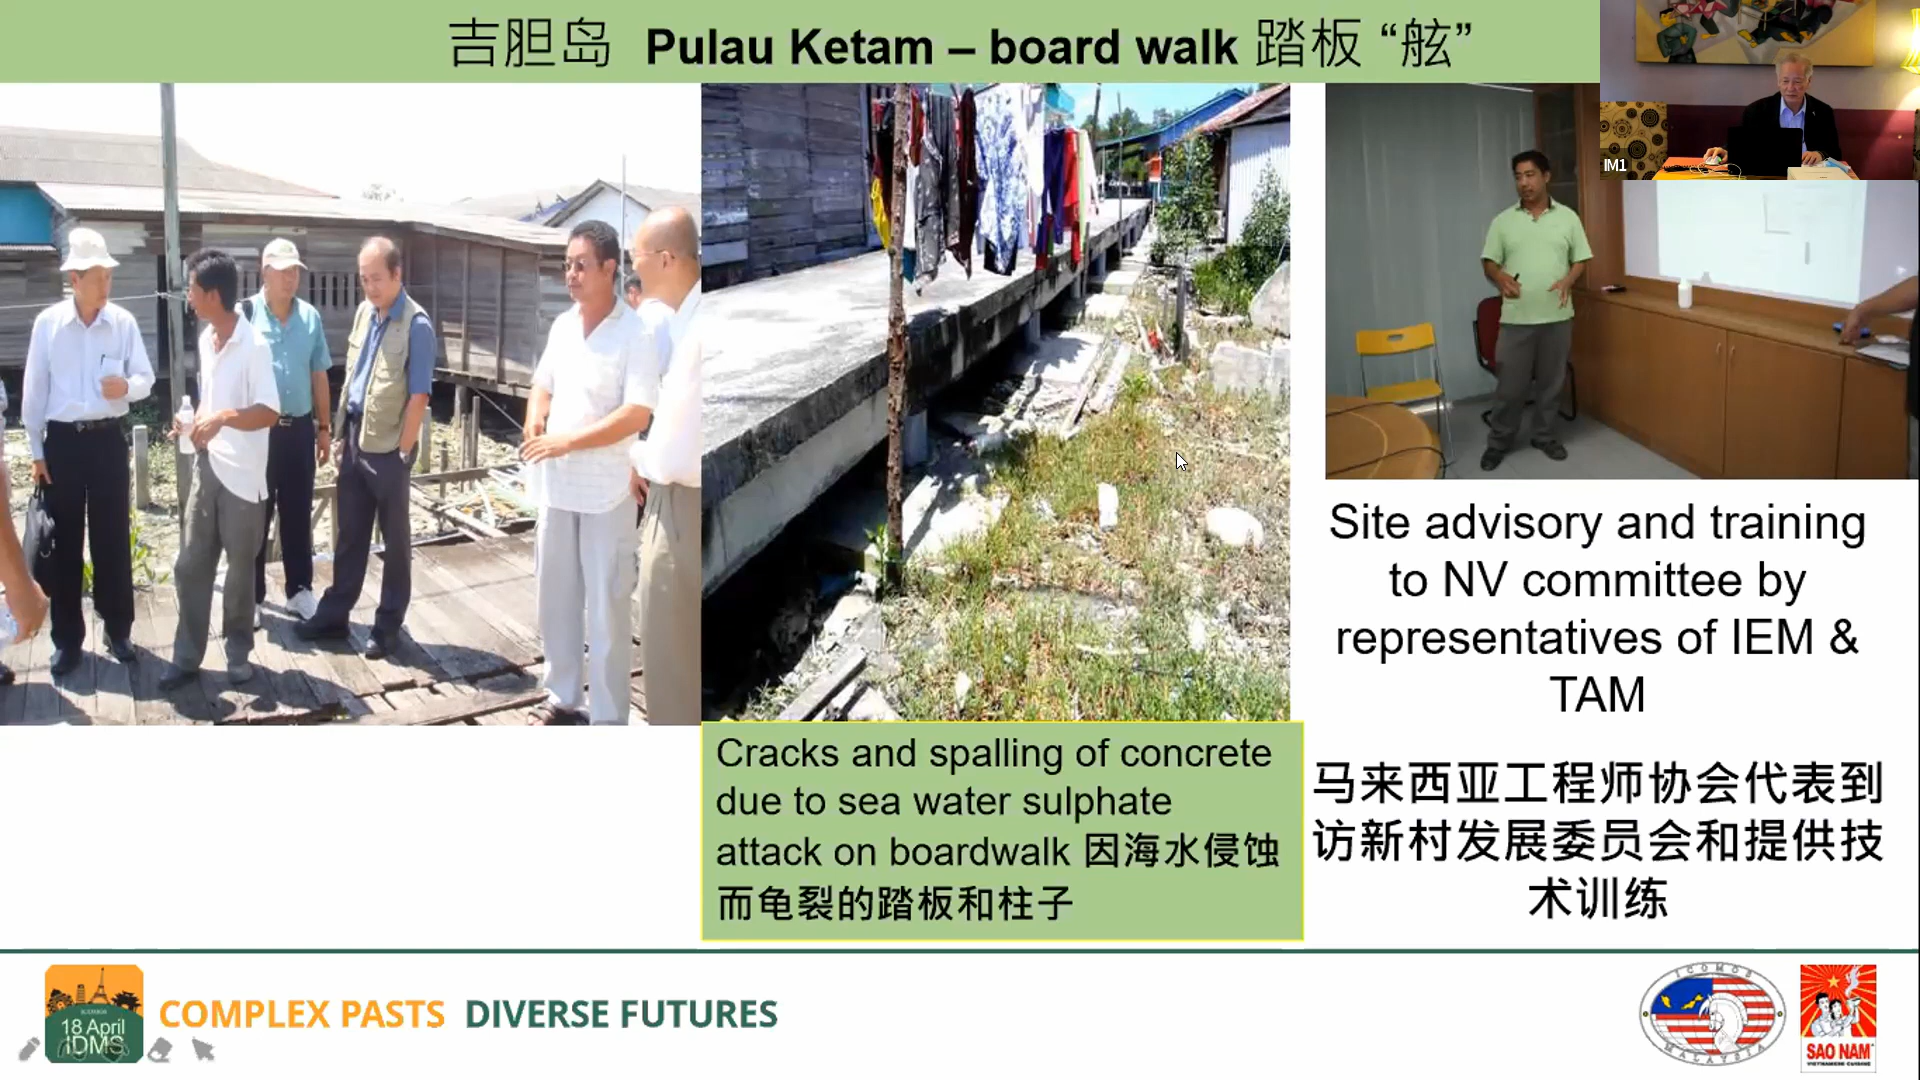 吉胆岛 Pulau Ketam – board walk 踏板 “舷”
IM1
Site advisory and training
to NV committee by
representatives of IEM &
TAM
Cracks and spalling of concrete
due to sea water sulphate
attack on boardwalk 因海水侵蚀
而龟裂的踏板和柱子
马来西亚工程师协会代表到
访新村发展委员会和提供技
术训练
18 April
iDMS
COMPLEX PASTS DIVERSE FUTURES
ICOMOS
MALAYSIA
SAO NAM
VIETNAMESE CUISINE